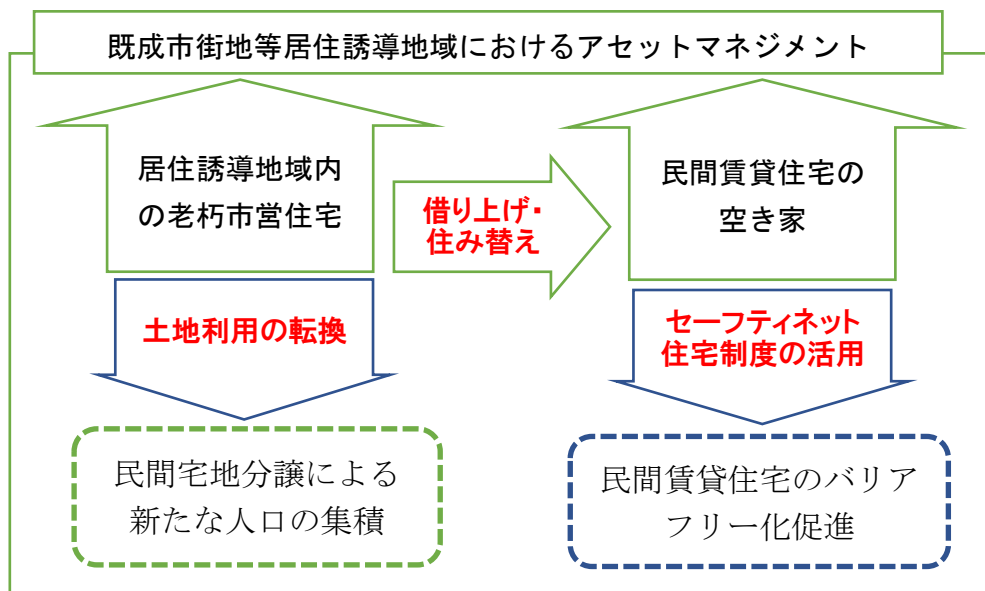 既成市街地等居住誘導地域におけるアセットマネジメント
居住誘導地域内
の老朽市営住宅
借り上げ・
住み替え
民間賃貸住宅の
空き家
土地利用の転換
セーフティネット
住宅制度の活用
民間宅地分譲による
新たな人口の集積
民間賃貸住宅のバリア
フリー化促進